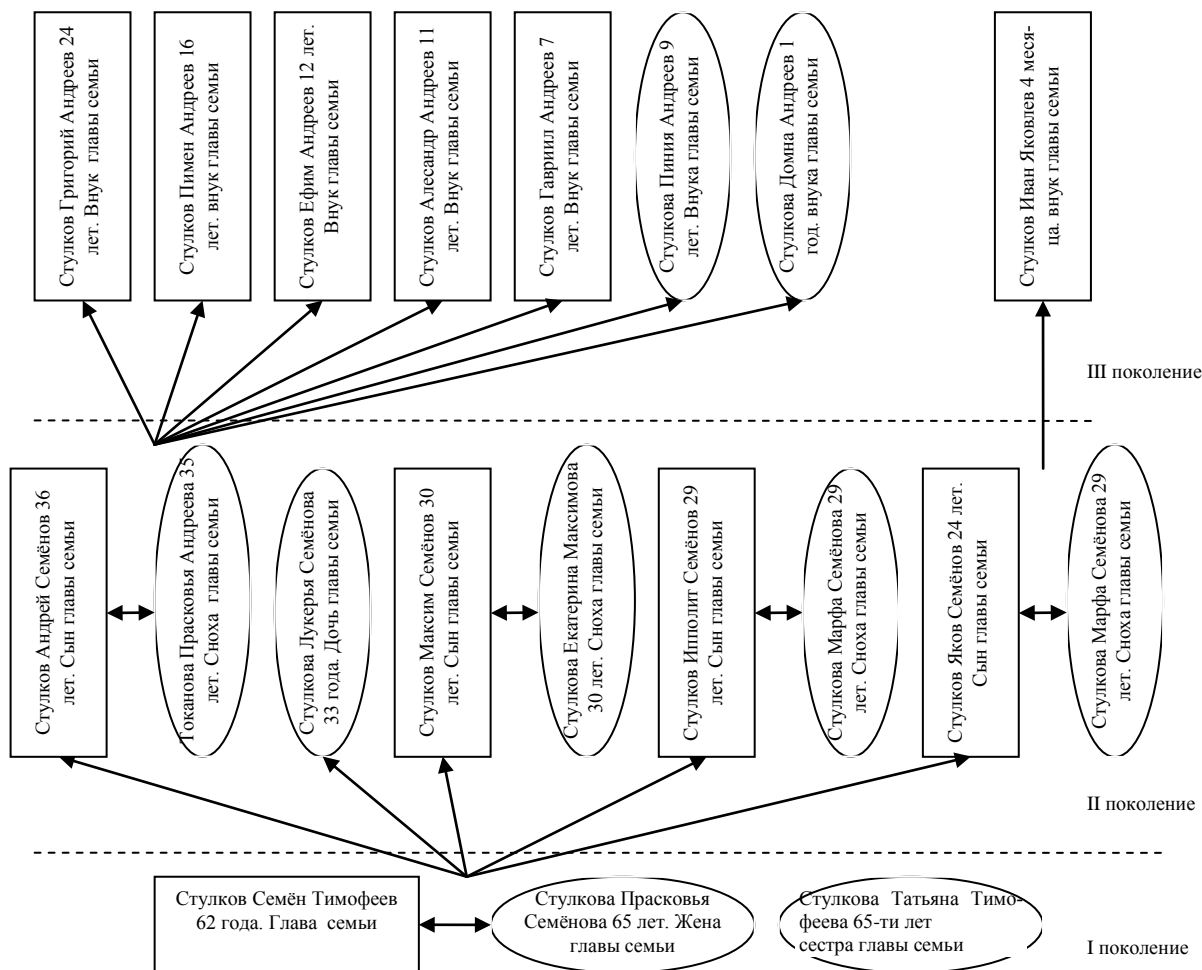 Стулков Григорий Андреев 24
лет. Внук главы семьи
Стулков Пимен Андреев 16
лет. внук главы семьи
Стулков Ефим Андреев 12 лет.
Внук главы семьи
Стулков Алесандр Андреев 11
лет. Внук главы семьи
Стулков Гавриил Андреев 7
лет. Внук главы семьи
Стулкова Пиния Андреев 9
лет. Внука главы семьи
Стулкова Домна Андреев 1
год. внука главы семьи
Стулков Иван Яковлев 4 меся-
ца. внук главы семьи
III поколение
Стулков Андрей Семёнов 36
лет. Сын главы семьи
Токанова Прасковья Андреева 35
лет. Сноха главы семьи
Стулкова Лукерья Семёнова
33 года. Дочь главы семьи
Стулков Максим Семёнов 30
лет. Сын главы семьи
Стулкова Екатерина Максимова
30 лет. Сноха главы семьи
Стулков Ипполит Семёнов 29
лет. Сын главы семьи
Стулкова Марфа Семёнова 29
лет. Сноха главы семьи
Стулков Яков Семёнов 24 лет.
Сын главы семьи
Стулкова Марфа Семёнова 29
лет. Сноха главы семьи
II поколение
Стулков Семён Тимофеев
62 года. Глава семьи
Стулкова Прасковья
Семёнова 65 лет. Жена
главы семьи
Стулкова Татьяна Тимо-
феева 65-ти лет
сестра главы семьи
I поколение